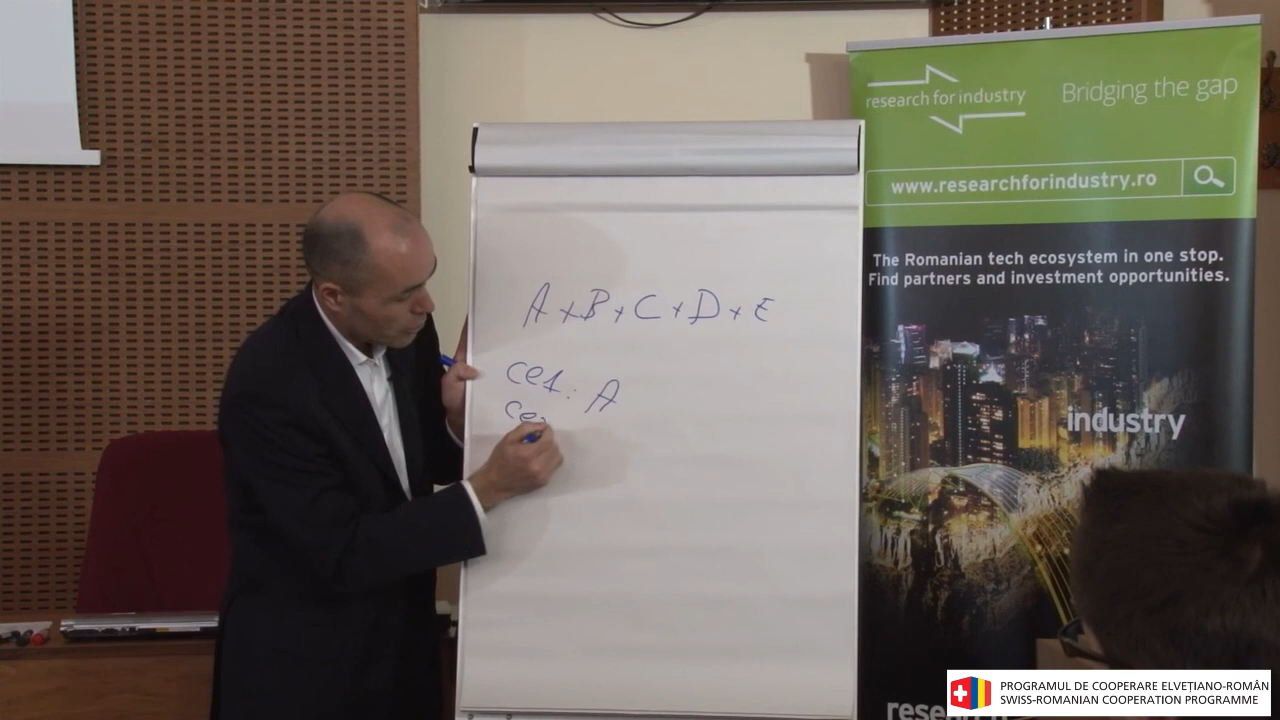 A + B + C + D + E
ce1: A
research for industry
Bridging the gap
www.researchforindustry.ro
The Romanian tech ecosystem in one stop.
Find partners and investment opportunities.
industry
PROGRAMUL DE COOPERARE ELVEȚIANO-ROMÂN
SWISS-ROMANIAN COOPERATION PROGRAMME